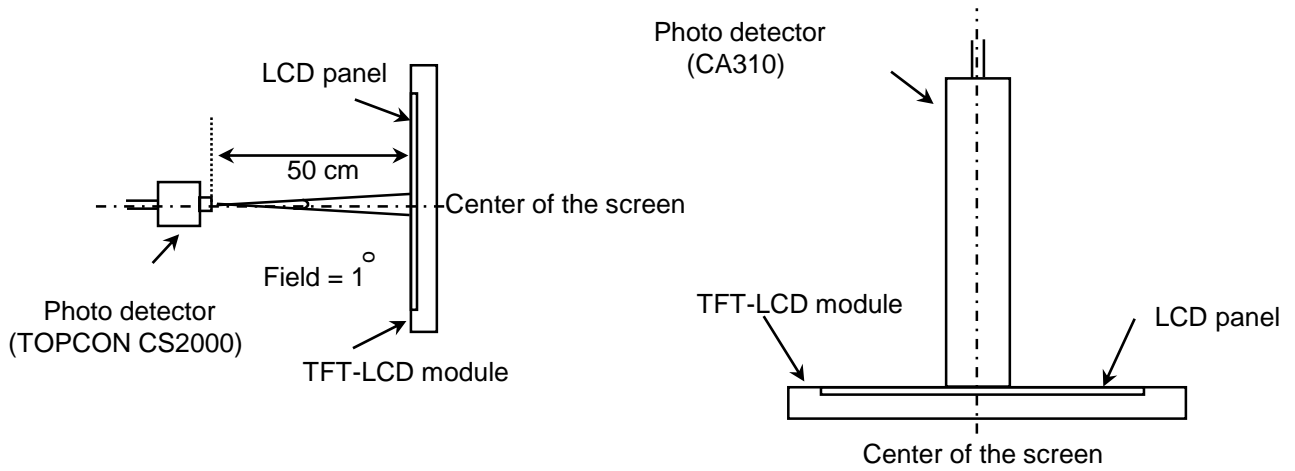 LCD panel
50 cm
Center of the screen
Field = 1°
Photo detector
(TOPCON CS2000)
TFT-LCD module
Photo detector
(CA310)
TFT-LCD module
LCD panel
Center of the screen